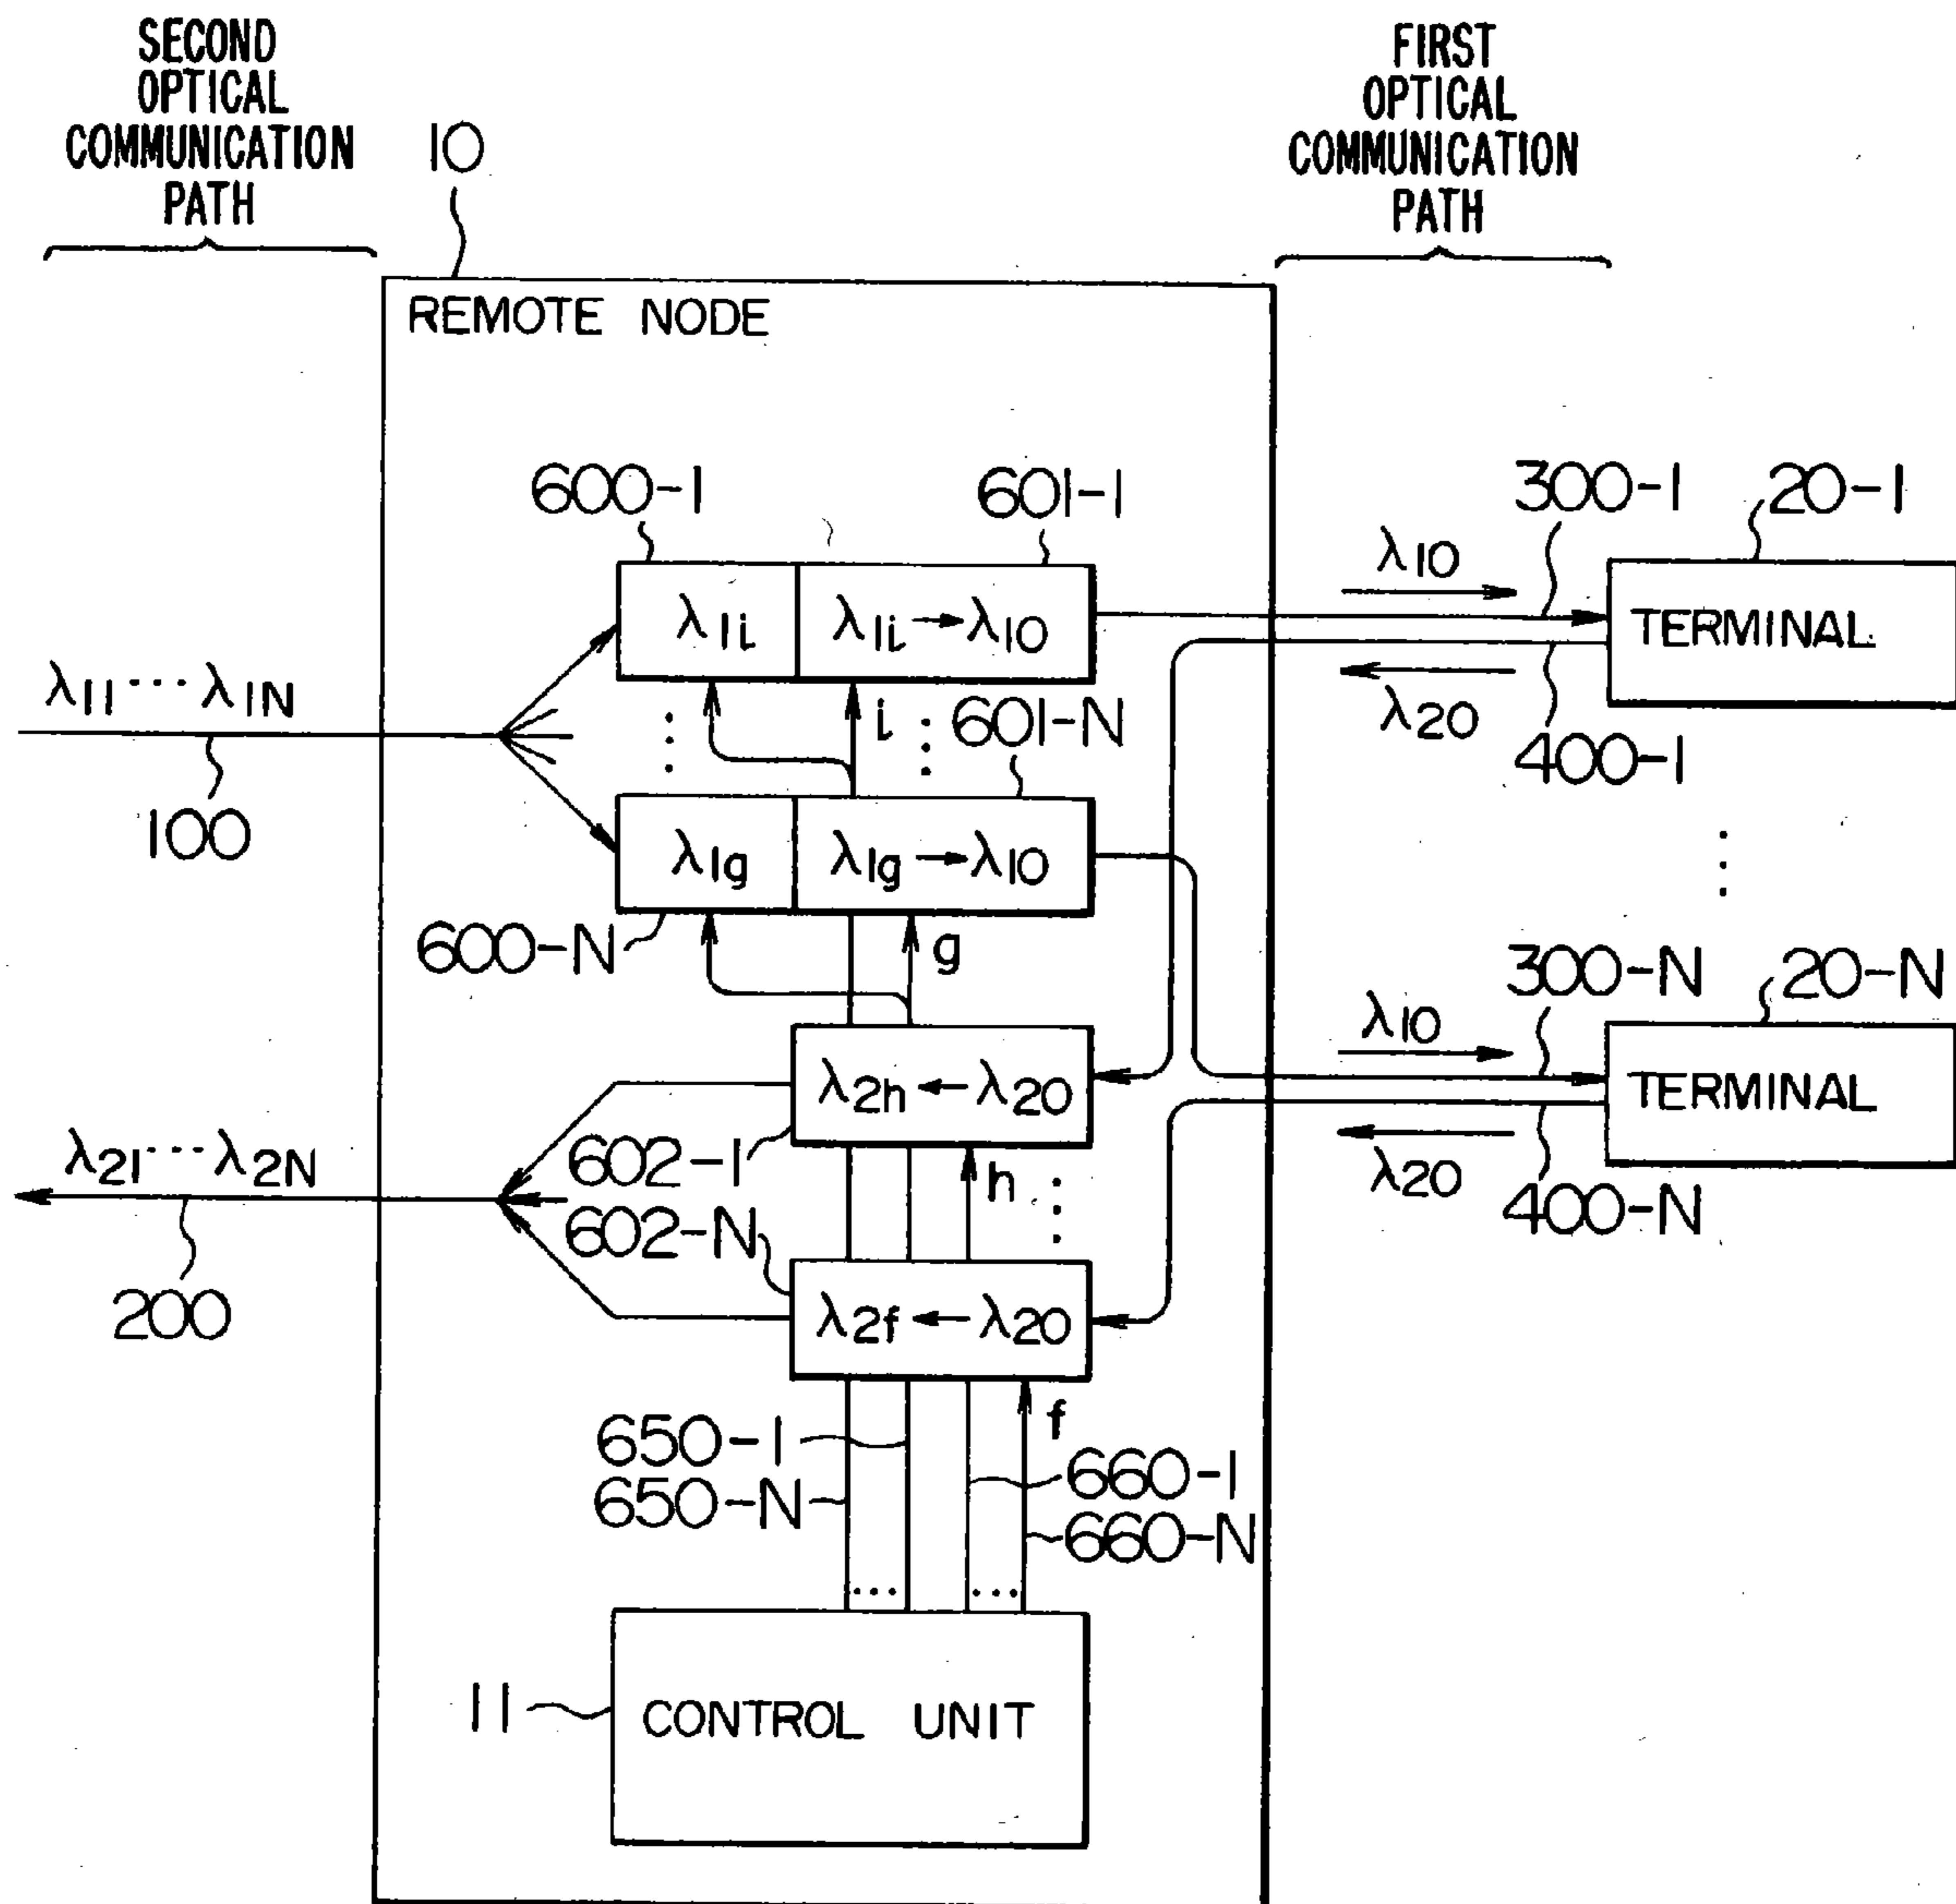 SECOND
OPTICAL
COMMUNICATION
PATH
10
FIRST
OPTICAL
COMMUNICATION
PATH
REMOTE NODE
600-1
601-1
300-1
20-1
λ1i
λ1i→λ10
λ10
TERMINAL
λ11···λ1N
i
601-N
λ20
400-1
100
λ1g
λ1g→λ10
600-N
g
300-N
20-N
λ10
λ2h←λ20
TERMINAL
λ21···λ2N
602-1
h
λ20
400-N
602-N
200
λ2f←λ20
650-1
f
650-N
660-1
660-N
11
CONTROL UNIT